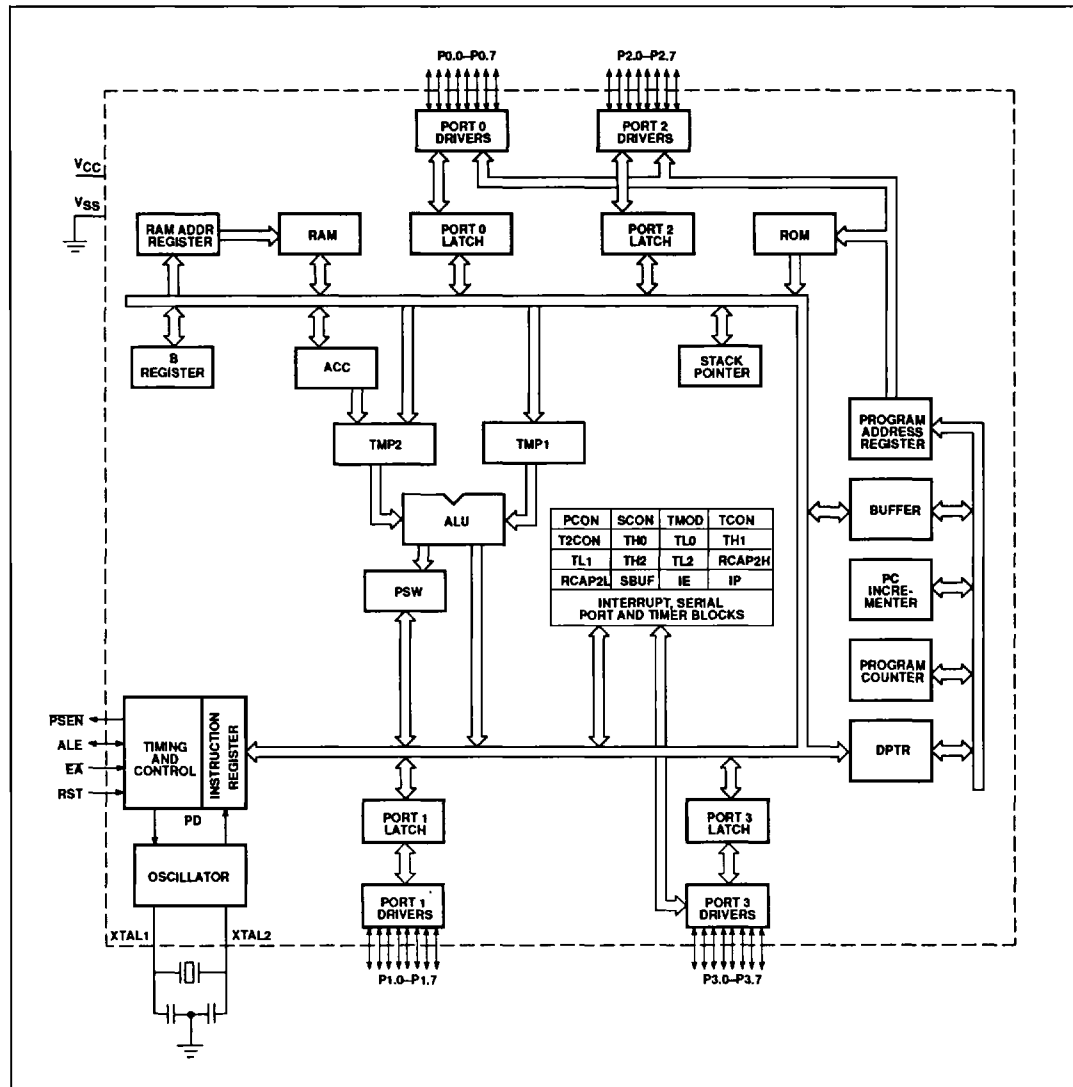 P0.0–P0.7
P2.0–P2.7
PORT 0
DRIVERS
PORT 2
DRIVERS
VCC
VSS
RAM ADDR
REGISTER
RAM
PORT 0
LATCH
PORT 2
LATCH
ROM
B
REGISTER
ACC
STACK
POINTER
PROGRAM
ADDRESS
REGISTER
TMP2
TMP1
ALU
BUFFER
PCON SCON TMOD TCON
T2CON TH0 TL0 TH1
TL1 TH2 TL2 RCAP2H
RCAP2L SBUF IE IP
INTERRUPT, SERIAL
PORT AND TIMER BLOCKS
PSW
PC
INCRE-
MENTER
PROGRAM
COUNTER
PSEN
ALE
EA
RST
TIMING
AND
CONTROL
INSTRUCTION
REGISTER
DPTR
PD
PORT 1
LATCH
PORT 3
LATCH
OSCILLATOR
PORT 1
DRIVERS
PORT 3
DRIVERS
XTAL1
XTAL2
P1.0–P1.7
P3.0–P3.7